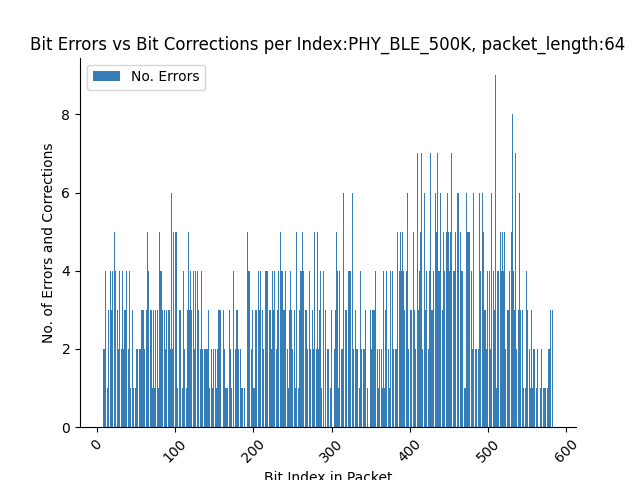 Bit Errors vs Bit Corrections per Index:PHY_BLE_500K, packet_length:64
No. Errors
No. of Errors and Corrections
8
6
4
2
0
0 100 200 300 400 500 600
Bit Index in Packet